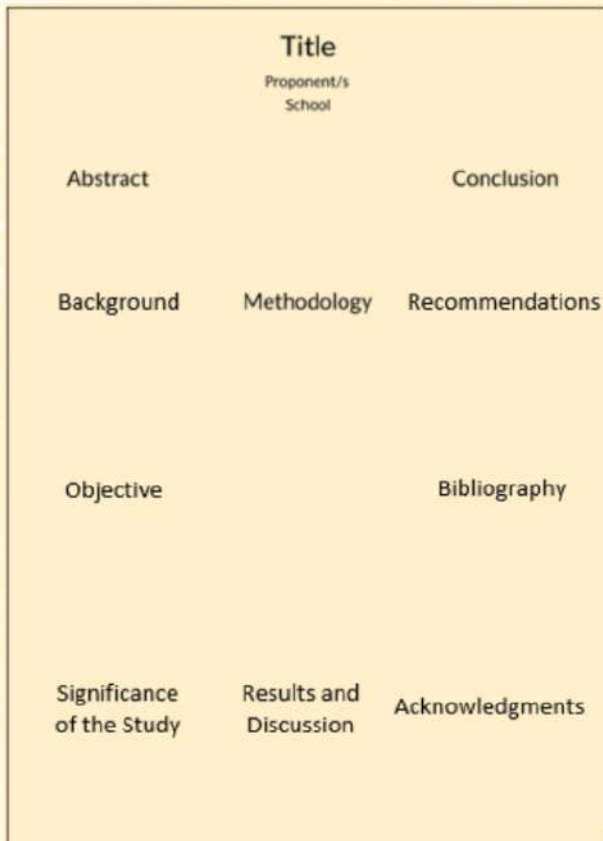 Title
Proponent/s
School
Abstract
Conclusion
Background
Methodology
Recommendations
Objective
Bibliography
Significance
of the Study
Results and
Discussion
Acknowledgments